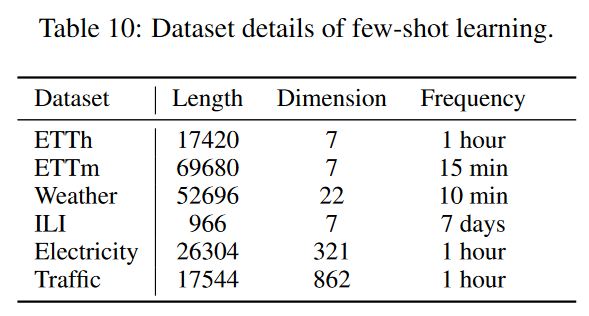 Table 10: Dataset details of few-shot learning.
Dataset Length Dimension Frequency
ETTh 17420 7 1 hour
ETTm 69680 7 15 min
Weather 52696 22 10 min
ILI 966 7 7 days
Electricity 26304 321 1 hour
Traffic 17544 862 1 hour